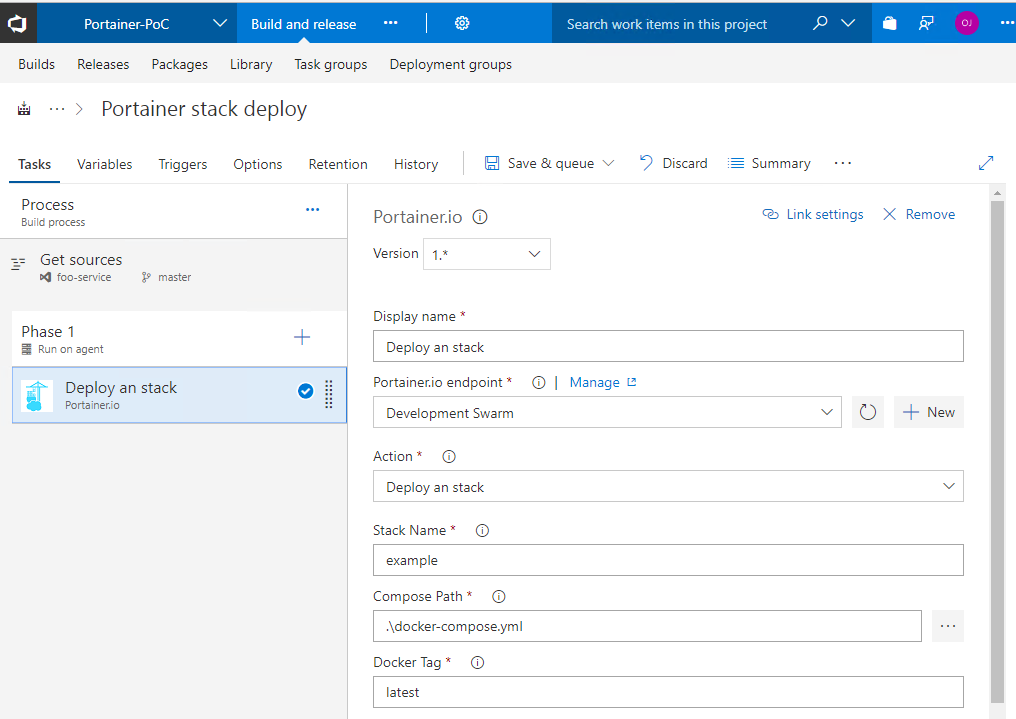 Portainer-PoC Build and release ... Search work items in this project OJ ...
Builds Releases Packages Library Task groups Deployment groups
... > Portainer stack deploy
Tasks Variables Triggers Options Retention History Save & queue Discard Summary ...
Process ...
Build process
Get sources
foo-service master
Phase 1
Run on agent
Deploy an stack
Portainer.io
Portainer.io Link settings Remove
Version 1.*
Display name *
Deploy an stack
Portainer.io endpoint * | Manage
Development Swarm New
Action *
Deploy an stack
Stack Name *
example
Compose Path *
.\docker-compose.yml ...
Docker Tag *
latest